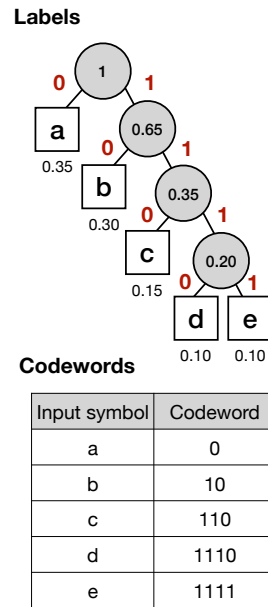 Labels
1
0 1
a
0.65
0.35
0 1
b
0.35
0.30
0 1
c
0.20
0.15
0 1
d e
0.10 0.10
Codewords
Input symbol Codeword
a 0
b 10
c 110
d 1110
e 1111